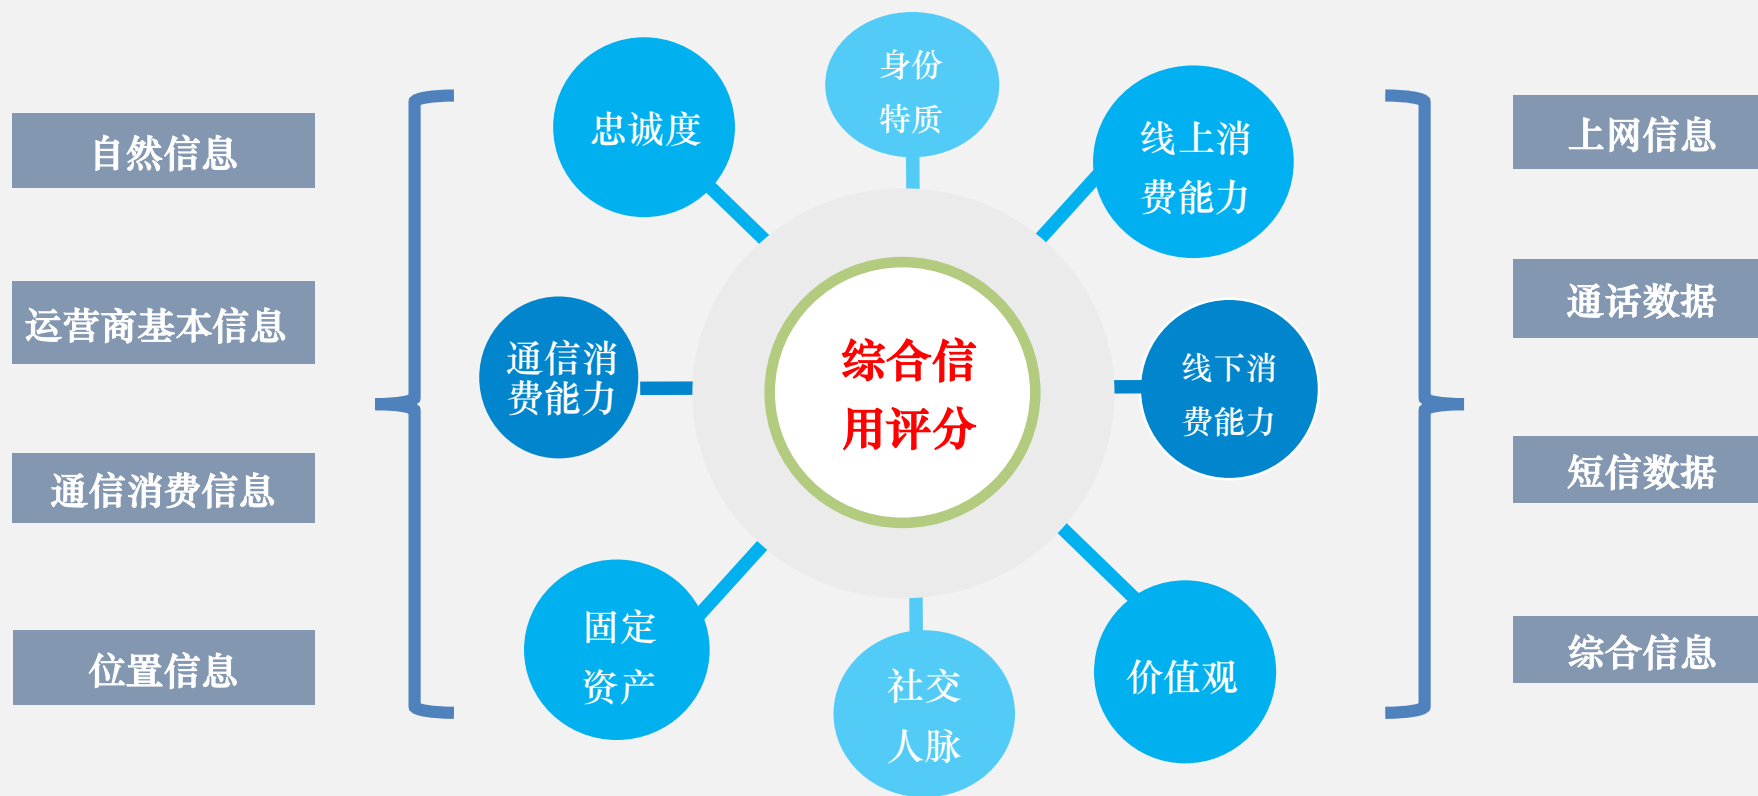 自然信息
运营商基本信息
通信消费信息
位置信息
忠诚度
身份
特质
线上消
费能力
通信消
费能力
综合信
用评分
线下消
费能力
固定
资产
社交
人脉
价值观
上网信息
通话数据
短信数据
综合信息